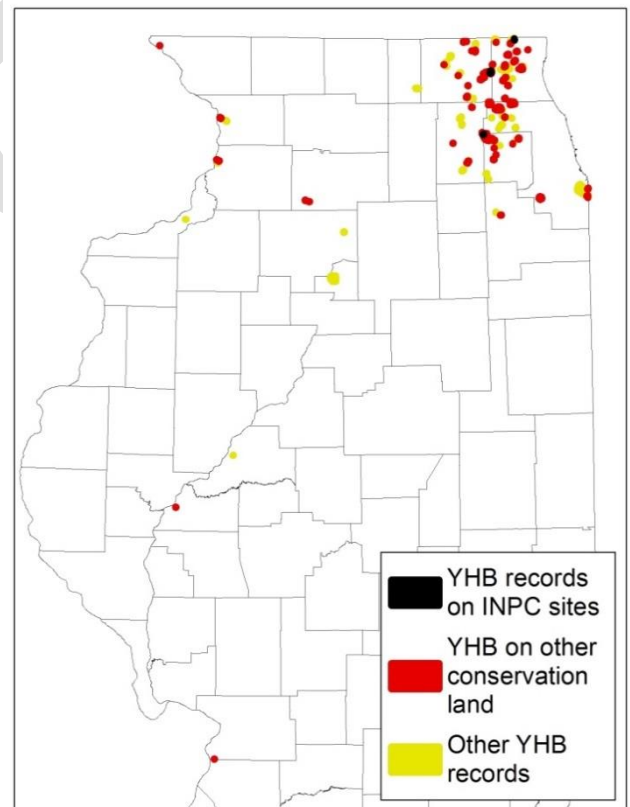 YHB records
on INPC sites
YHB on other
conservation
land
Other YHB
records